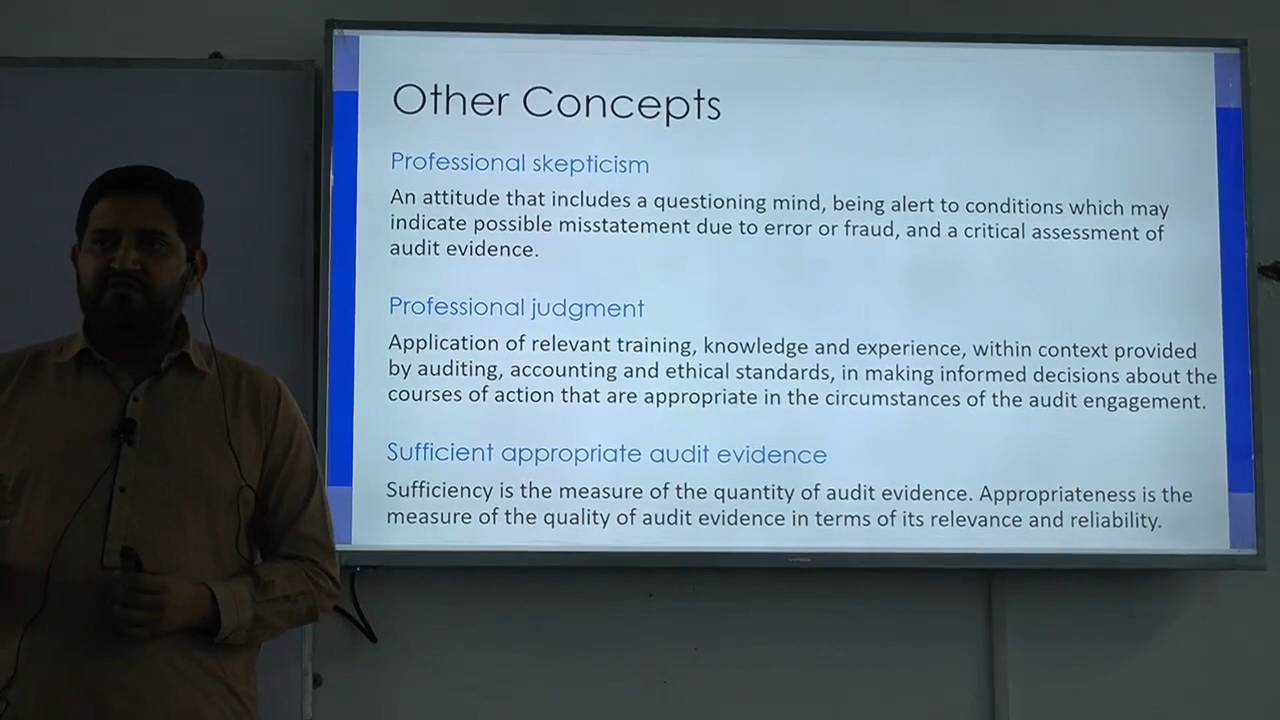 Other Concepts
Professional skepticism
An attitude that includes a questioning mind, being alert to conditions which may
indicate possible misstatement due to error or fraud, and a critical assessment of
audit evidence.
Professional judgment
Application of relevant training, knowledge and experience, within context provided
by auditing, accounting and ethical standards, in making informed decisions about the
courses of action that are appropriate in the circumstances of the audit engagement.
Sufficient appropriate audit evidence
Sufficiency is the measure of the quantity of audit evidence. Appropriateness is the
measure of the quality of audit evidence in terms of its relevance and reliability.